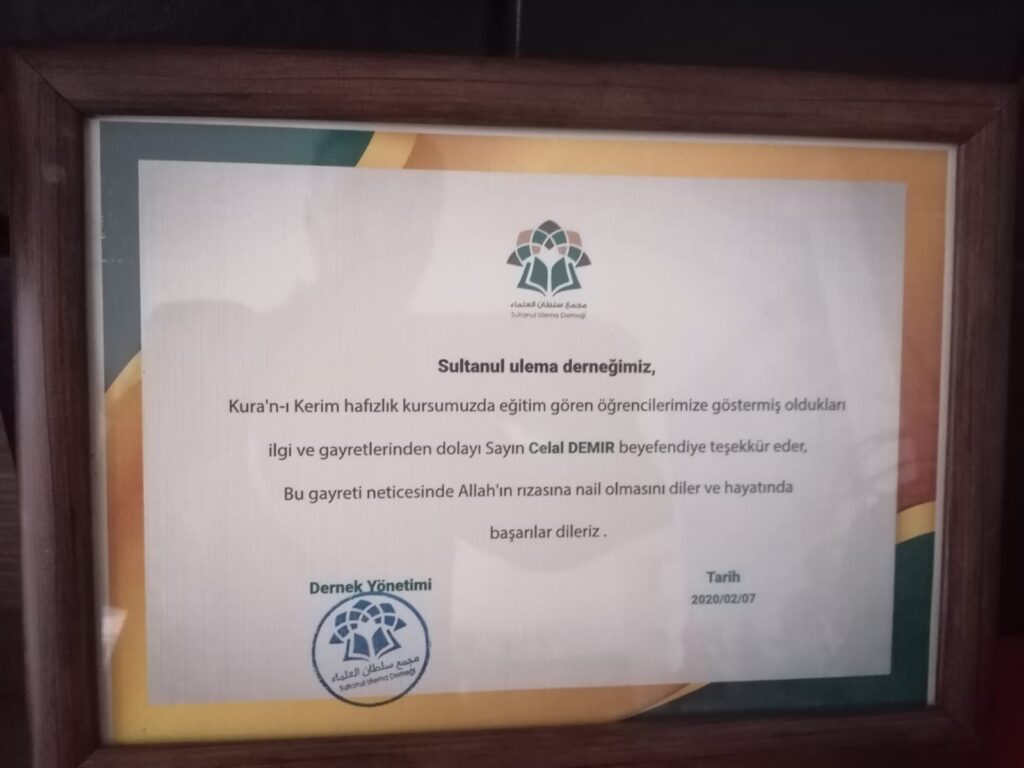 مجمع سلطان العلماء
Sultanul Ulema Derneği
Sultanul ulema derneğimiz,
Kura'n-ı Kerim hafızlık kursumuzda eğitim gören öğrencilerimize göstermiş oldukları
ilgi ve gayretlerinden dolayı Sayın Celal DEMIR beyefendiye teşekkür eder,
Bu gayreti neticesinde Allah'ın rızasına nail olmasını diler ve hayatında
başarılar dileriz .
Dernek Yönetimi
Tarih
2020/02/07
مجمع سلطان العلماء
Sultanul Ulema Derneği